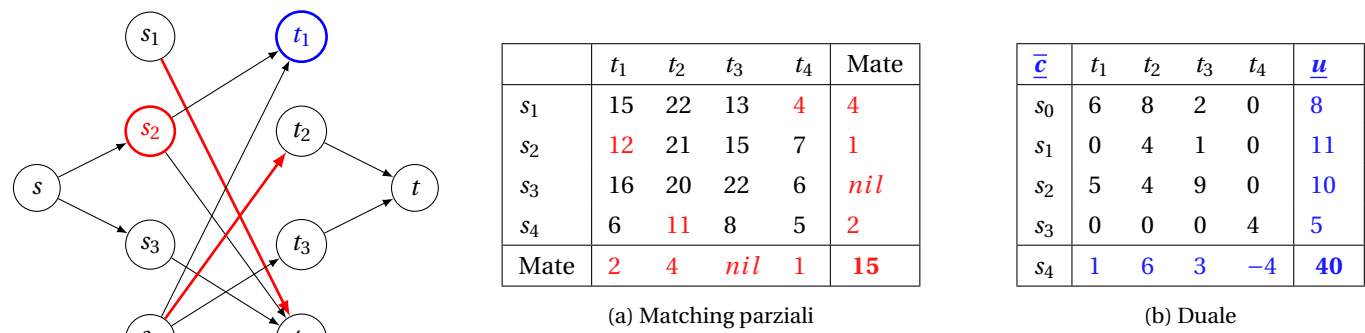 s1
t1
s2
t2
s
t
s3
t3
t1 t2 t3 t4 Mate
s1 15 22 13 4 4
s2 12 21 15 7 1
s3 16 20 22 6 nil
s4 6 11 8 5 2
Mate 2 4 nil 1 15
(a) Matching parziali
c̄ t1 t2 t3 t4 u
s0 6 8 2 0 8
s1 0 4 1 0 11
s2 5 4 9 0 10
s3 0 0 0 4 5
s4 1 6 3 −4 40
(b) Duale